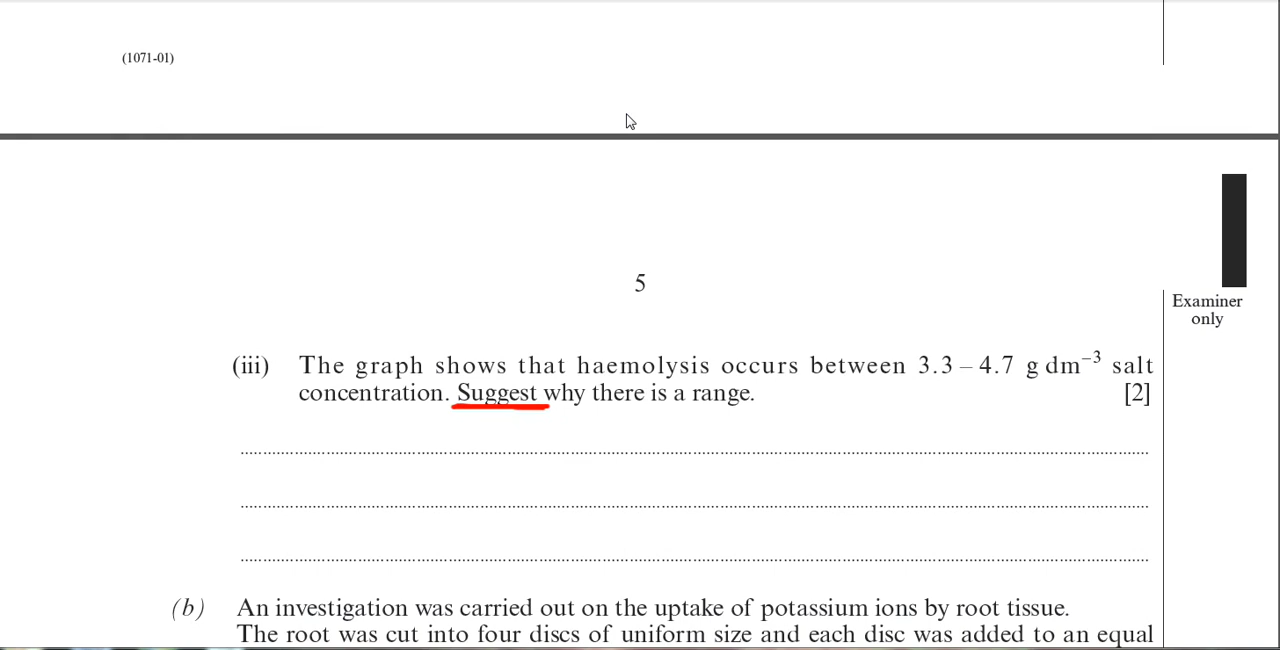 (1071-01)
5
Examiner
only
(iii) The graph shows that haemolysis occurs between 3.3 – 4.7 g dm⁻³ salt
concentration. Suggest why there is a range. [2]
(b) An investigation was carried out on the uptake of potassium ions by root tissue.
The root was cut into four discs of uniform size and each disc was added to an equal